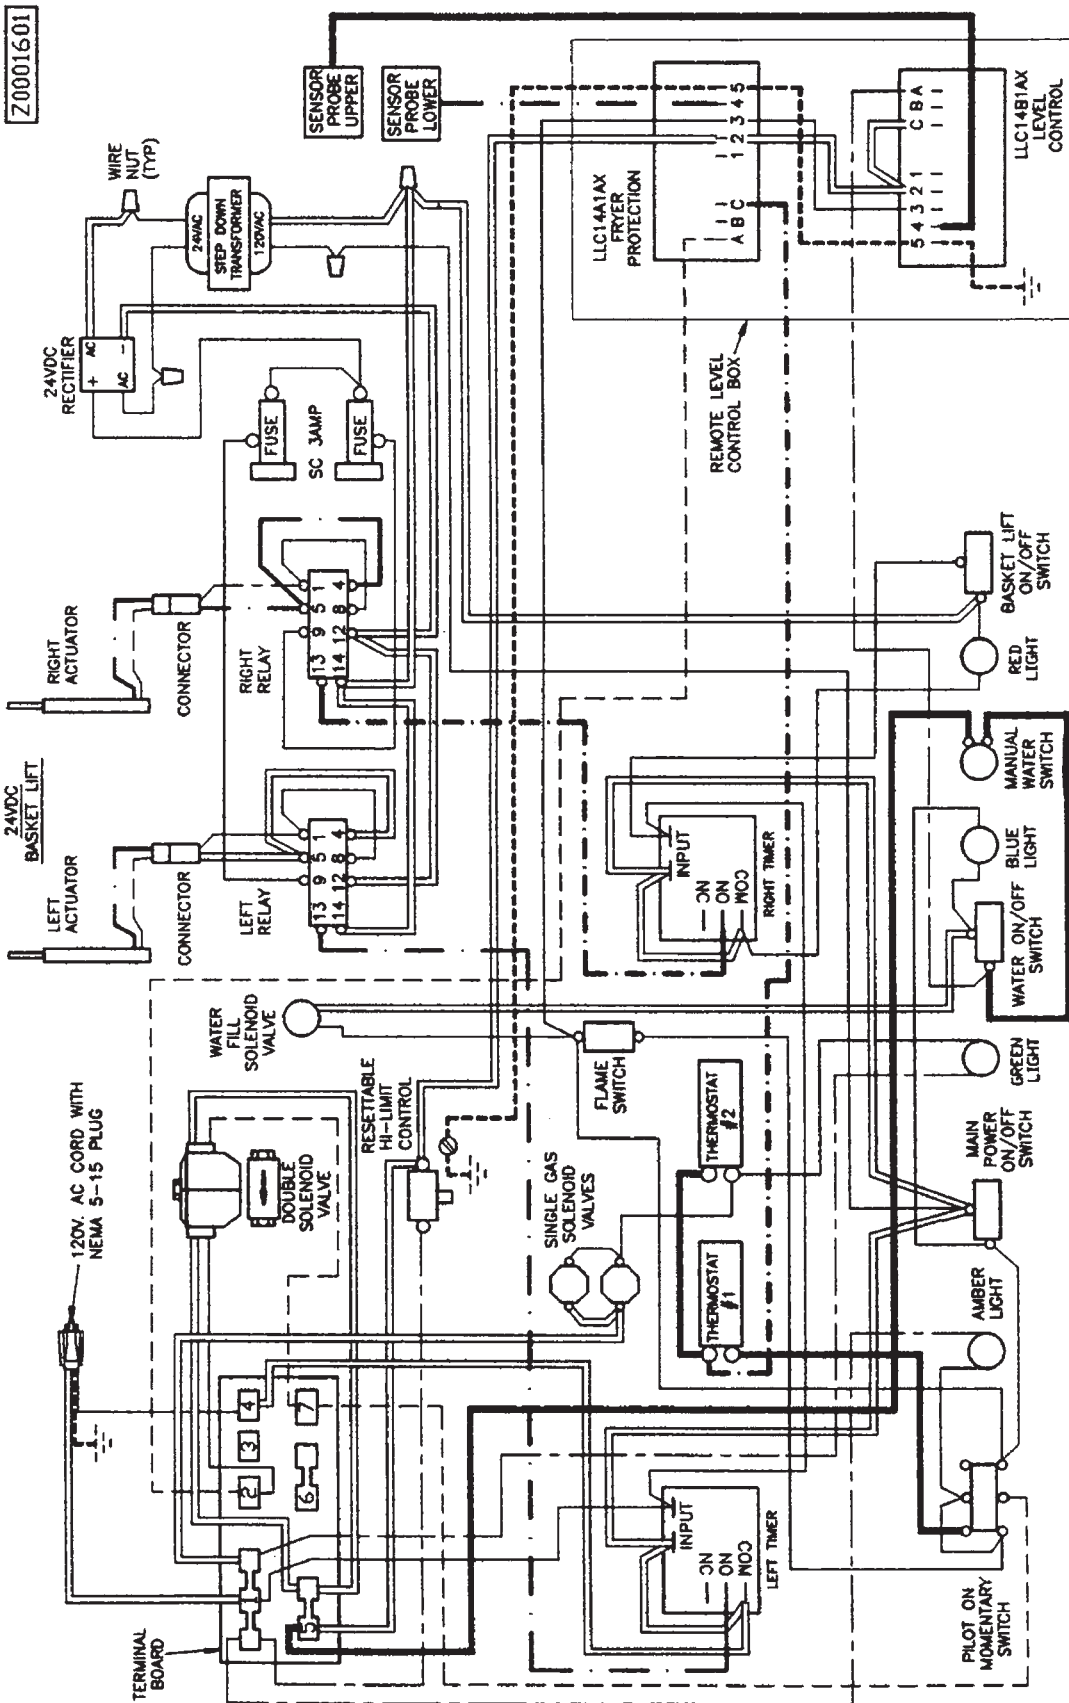 Z0001601
24VDC
BASKET LIFT
LEFT
ACTUATOR
CONNECTOR
RIGHT
ACTUATOR
CONNECTOR
24VDC
RECTIFIER
+
AC
AC
-
WIRE
NUT
(TYP)
24VAC
STEP DOWN
TRANSFORMER
120VAC
SENSOR
PROBE
UPPER
SENSOR
PROBE
LOWER
FUSE
SC 3AMP
FUSE
LEFT
RELAY
13 9 5 1
14 12 8 4
RIGHT
RELAY
13 9 5 1
14 12 8 4
120V. AC CORD WITH
NEMA 5-15 PLUG
WATER
FILL
SOLENOID
VALVE
DOUBLE
SOLENOID
VALVE
RESETTABLE
HI-LIMIT
CONTROL
TERMINAL
BOARD
1
2
3
4
5
6
7
SINGLE GAS
SOLENOID
VALVES
FLAME
SWITCH
THERMOSTAT
#1
THERMOSTAT
#2
LLC14A1AX
FRYER
PROTECTION
A B C
1 2 3 4 5
REMOTE LEVEL
CONTROL BOX
5 4 3 2 1
C B A
LLC14B1AX
LEVEL
CONTROL
INPUT
NC
NO
COM
LEFT TIMER
INPUT
NC
NO
COM
RIGHT TIMER
PILOT ON
MOMENTARY
SWITCH
AMBER
LIGHT
MAIN
POWER
ON/OFF
SWITCH
GREEN
LIGHT
WATER ON/OFF
SWITCH
BLUE
LIGHT
MANUAL
WATER
SWITCH
RED
LIGHT
BASKET LIFT
ON/OFF
SWITCH